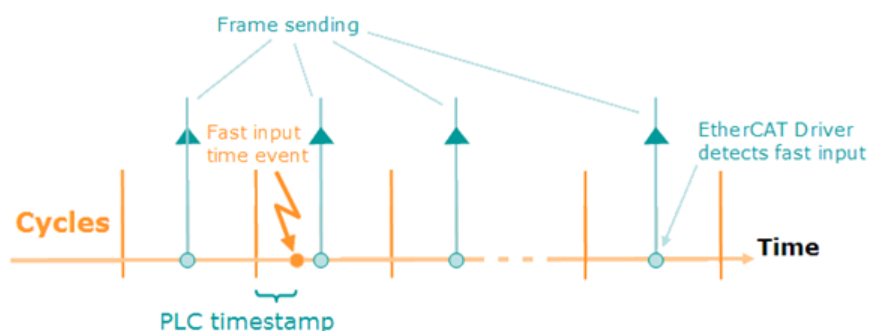 Frame sending
Fast input
time event
EtherCAT Driver
detects fast input
Cycles
Time
PLC timestamp